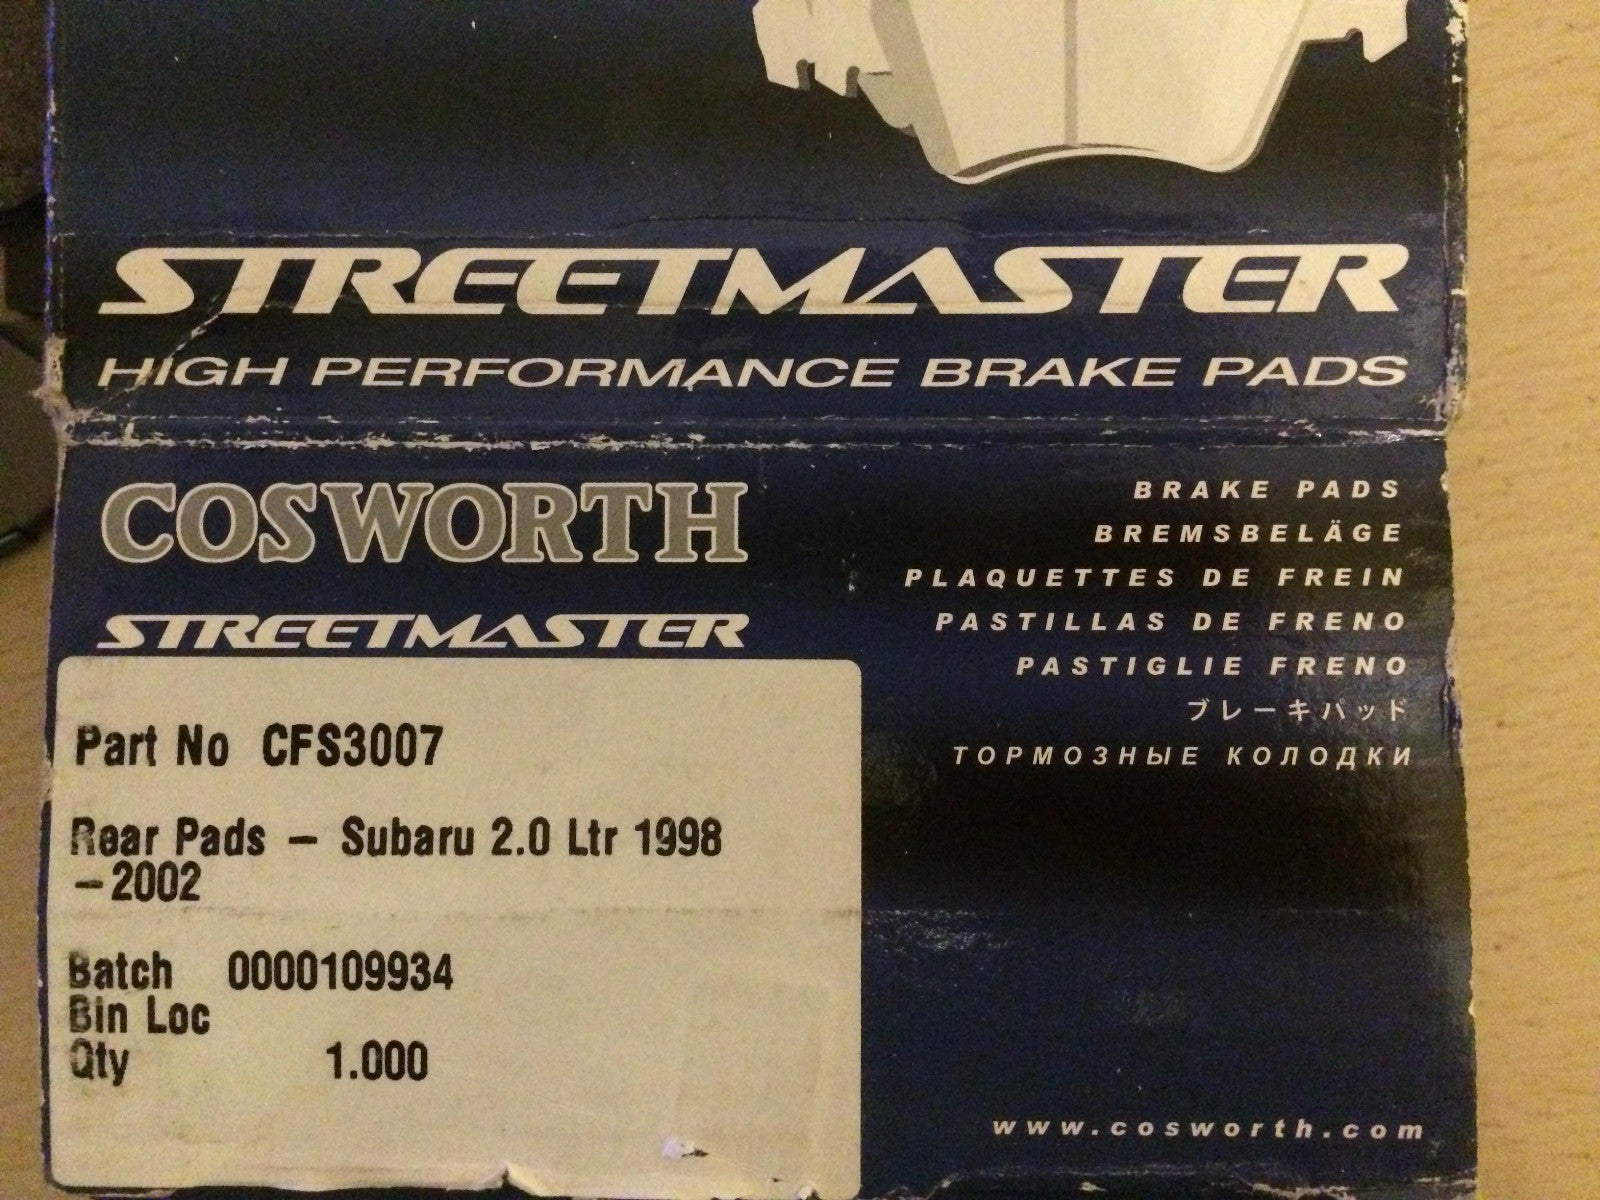 STREETMASTER
HIGH PERFORMANCE BRAKE PADS
COSWORTH
STREETMASTER
Part No CFS3007
Rear Pads – Subaru 2.0 Ltr 1998
–2002
Batch 0000109934
Bin Loc
Qty 1.000
BRAKE PADS
BREMSBELÄGE
PLAQUETTES DE FREIN
PASTILLAS DE FRENO
PASTIGLIE FRENO
ブレーキパッド
ТОРМОЗНЫЕ КОЛОДКИ
www.cosworth.com